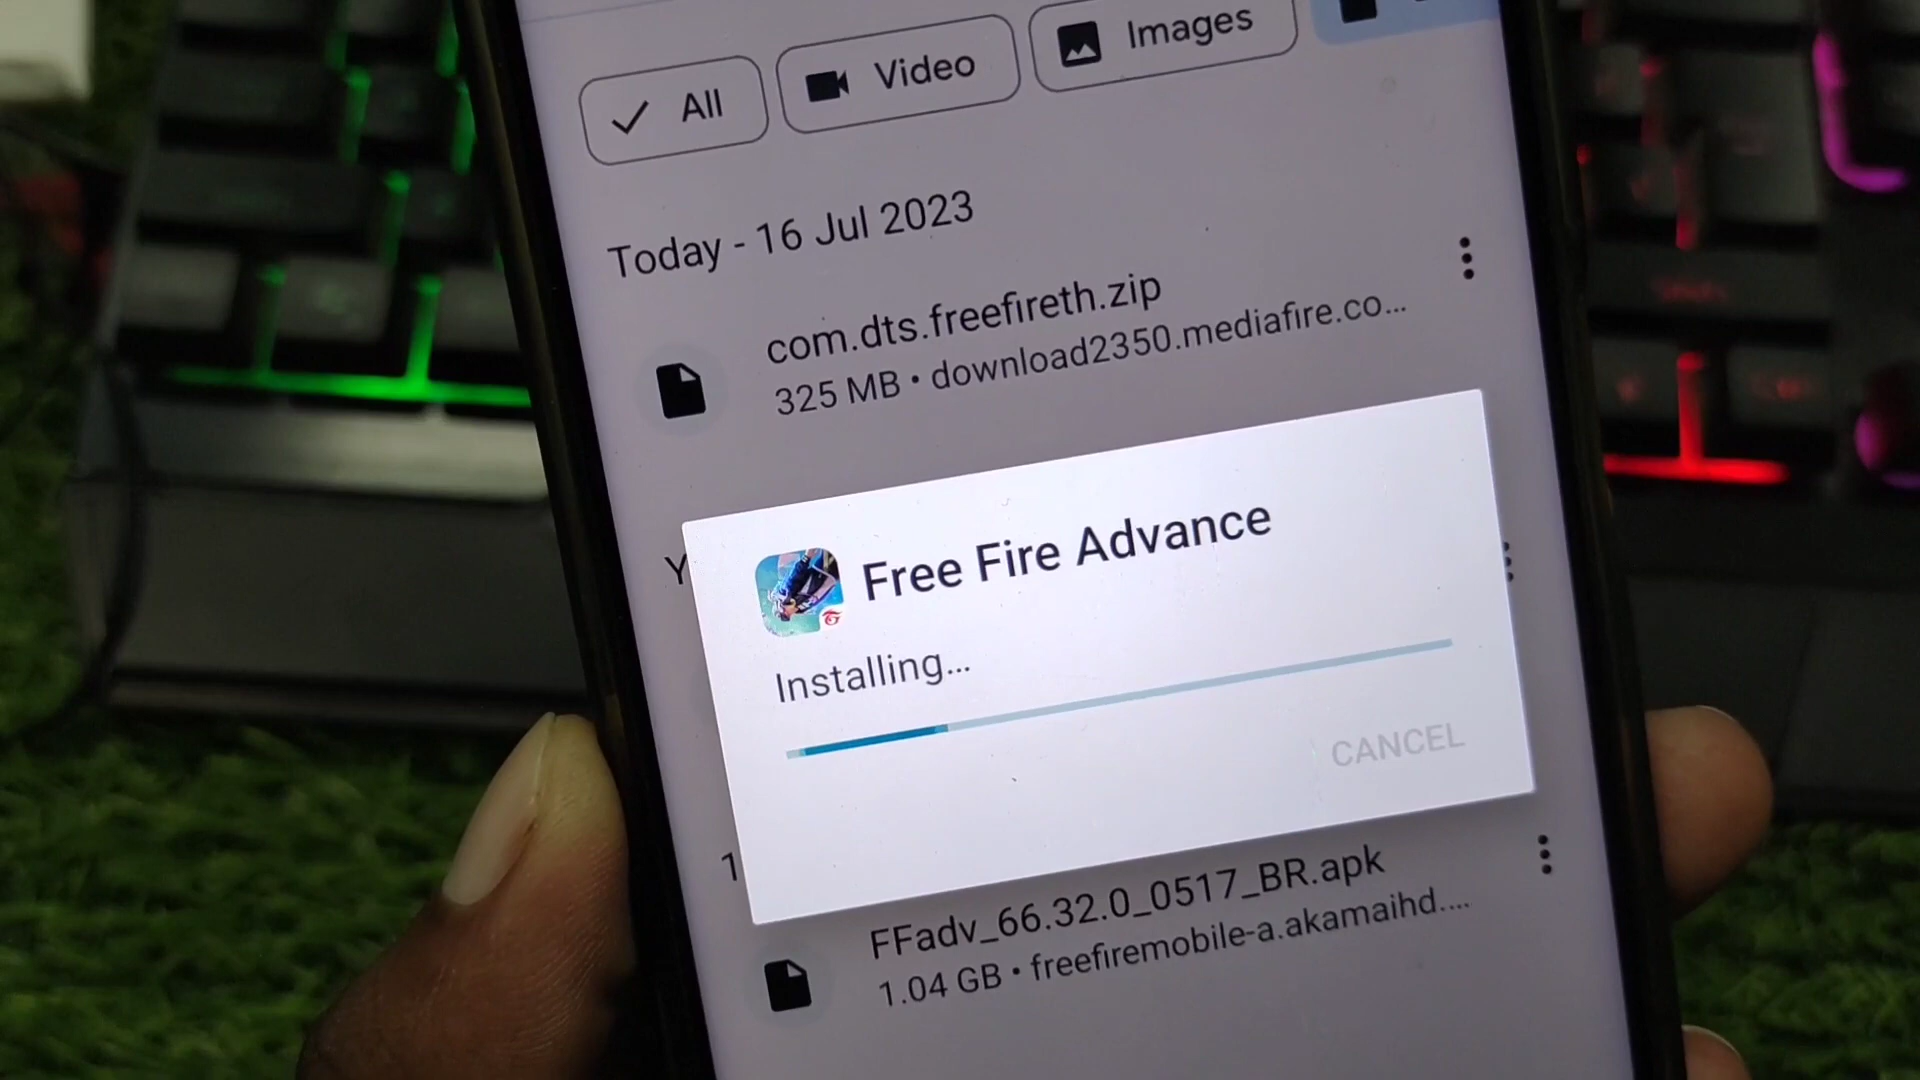 All
Video
Images
Today - 16 Jul 2023
com.dts.freefireth.zip
325 MB • download2350.mediafire.co...
Y
Free Fire Advance
Installing...
CANCEL
1
FFadv_66.32.0_0517_BR.apk
1.04 GB • freefiremobile-a.akamaihd....